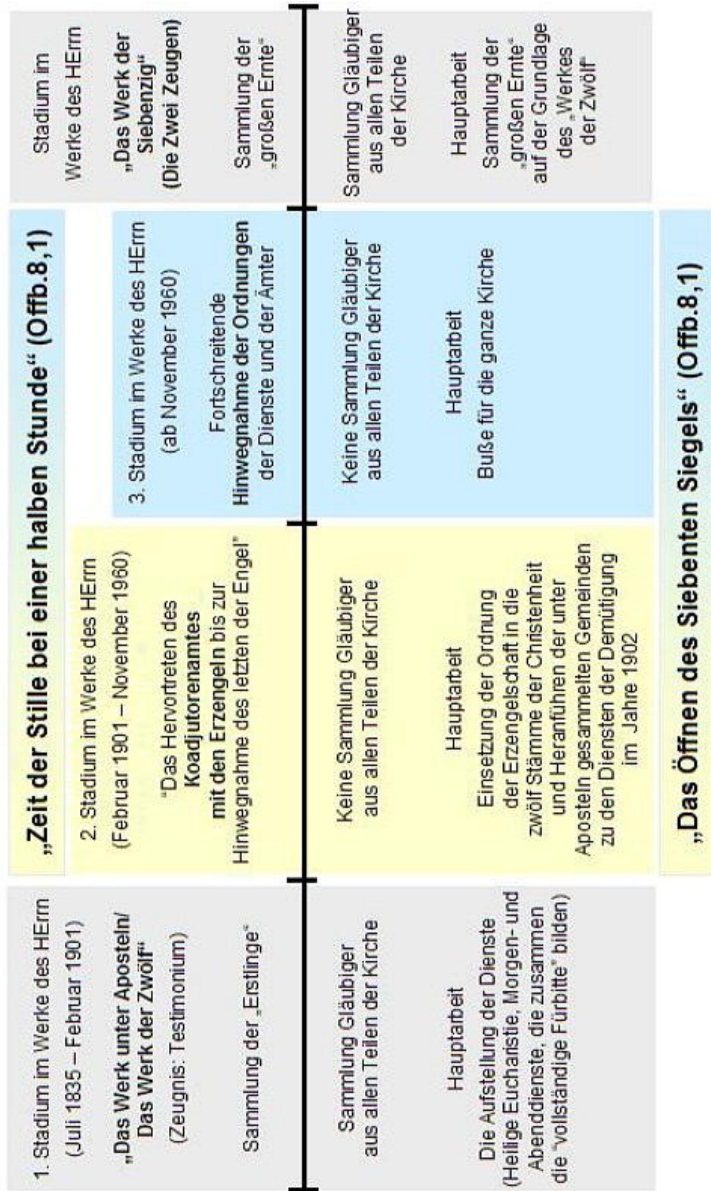 „Zeit der Stille bei einer halben Stunde“ (Offb.8,1)
1. Stadium im Werke des HErrn
(Juli 1835 – Februar 1901)
„Das Werk unter Aposteln/
Das Werk der Zwölf“
(Zeugnis: Testimonium)
Sammlung der „Erstlinge“
Sammlung Gläubiger
aus allen Teilen der Kirche
Hauptarbeit
Die Aufstellung der Dienste
(Heilige Eucharistie, Morgen- und
Abenddienste, die zusammen
die "vollständige Fürbitte" bilden)
2. Stadium im Werke des HErrn
(Februar 1901 – November 1960)
"Das Hervortreten des
Koadjutorenamtes
mit den Erzengeln bis zur
Hinwegnahme des letzten der Engel"
Keine Sammlung Gläubiger
aus allen Teilen der Kirche
Hauptarbeit
Einsetzung der Ordnung
der Erzengelschaft in die
zwölf Stämme der Christenheit
und Heranführen der unter
Aposteln gesammelten Gemeinden
zu den Diensten der Demütigung
im Jahre 1902
3. Stadium im Werke des HErrn
(ab November 1960)
Fortschreitende
Hinwegnahme der Ordnungen
der Dienste und der Ämter
Keine Sammlung Gläubiger
aus allen Teilen der Kirche
Hauptarbeit
Buße für die ganze Kirche
Stadium im
Werke des HErrn
„Das Werk der
Siebenzig“
(Die Zwei Zeugen)
Sammlung der
„großen Ernte“
Sammlung Gläubiger
aus allen Teilen
der Kirche
Hauptarbeit
Sammlung der
„großen Ernte“
auf der Grundlage
des „Werkes
der Zwölf“
„Das Öffnen des Siebenten Siegels“ (Offb.8,1)